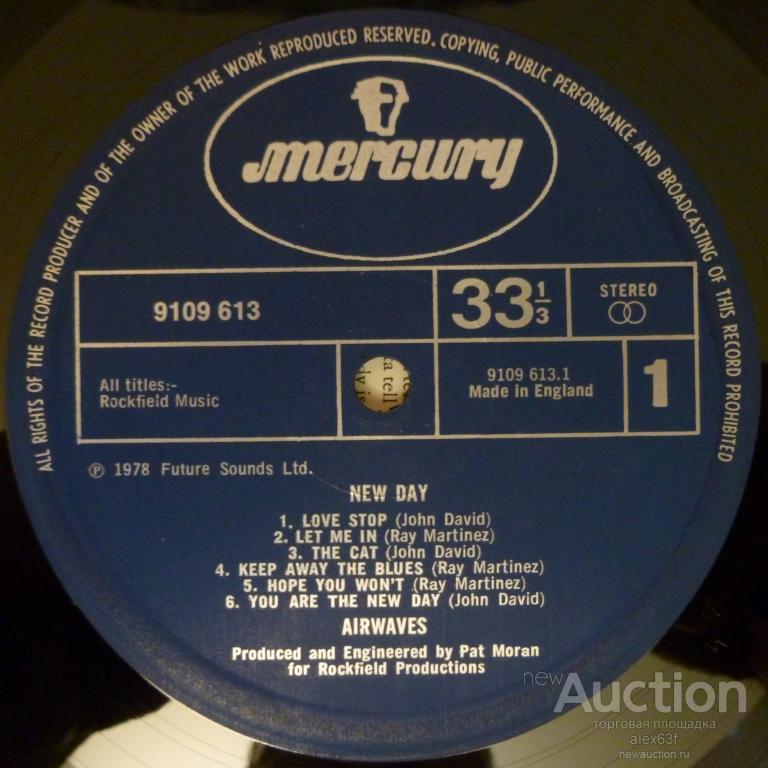 ALL RIGHTS OF THE RECORD PRODUCER AND OF THE OWNER OF THE WORK REPRODUCED RESERVED. COPYING, PUBLIC PERFORMANCE AND BROADCASTING OF THIS RECORD PROHIBITED
mercury
9109 613
33 1/3
STEREO
All titles:-
Rockfield Music
9109 613.1
Made in England
1
℗ 1978 Future Sounds Ltd.
NEW DAY
1. LOVE STOP (John David)
2. LET ME IN (Ray Martinez)
3. THE CAT (John David)
4. KEEP AWAY THE BLUES (Ray Martinez)
5. HOPE YOU WON'T (Ray Martinez)
6. YOU ARE THE NEW DAY (John David)
AIRWAVES
Produced and Engineered by Pat Moran
for Rockfield Productions
new Auction
торговая площадка
alex63f
newauction.ru